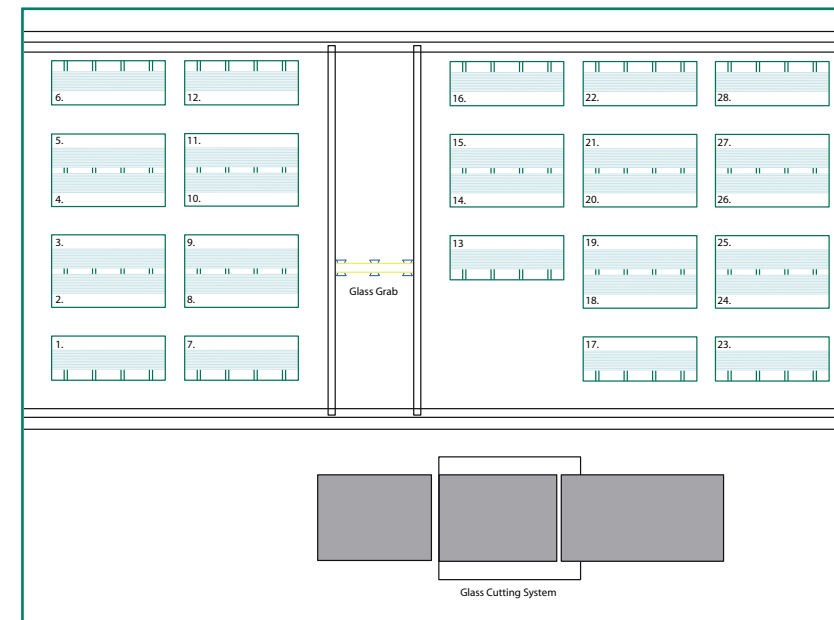 6. 12. 16. 22. 28.
5. 11. 15. 21. 27.
4. 10. 14. 20. 26.
3. 9. 13 19. 25.
Glass Grab
2. 8. 18. 24.
1. 7. 17. 23.
Glass Cutting System